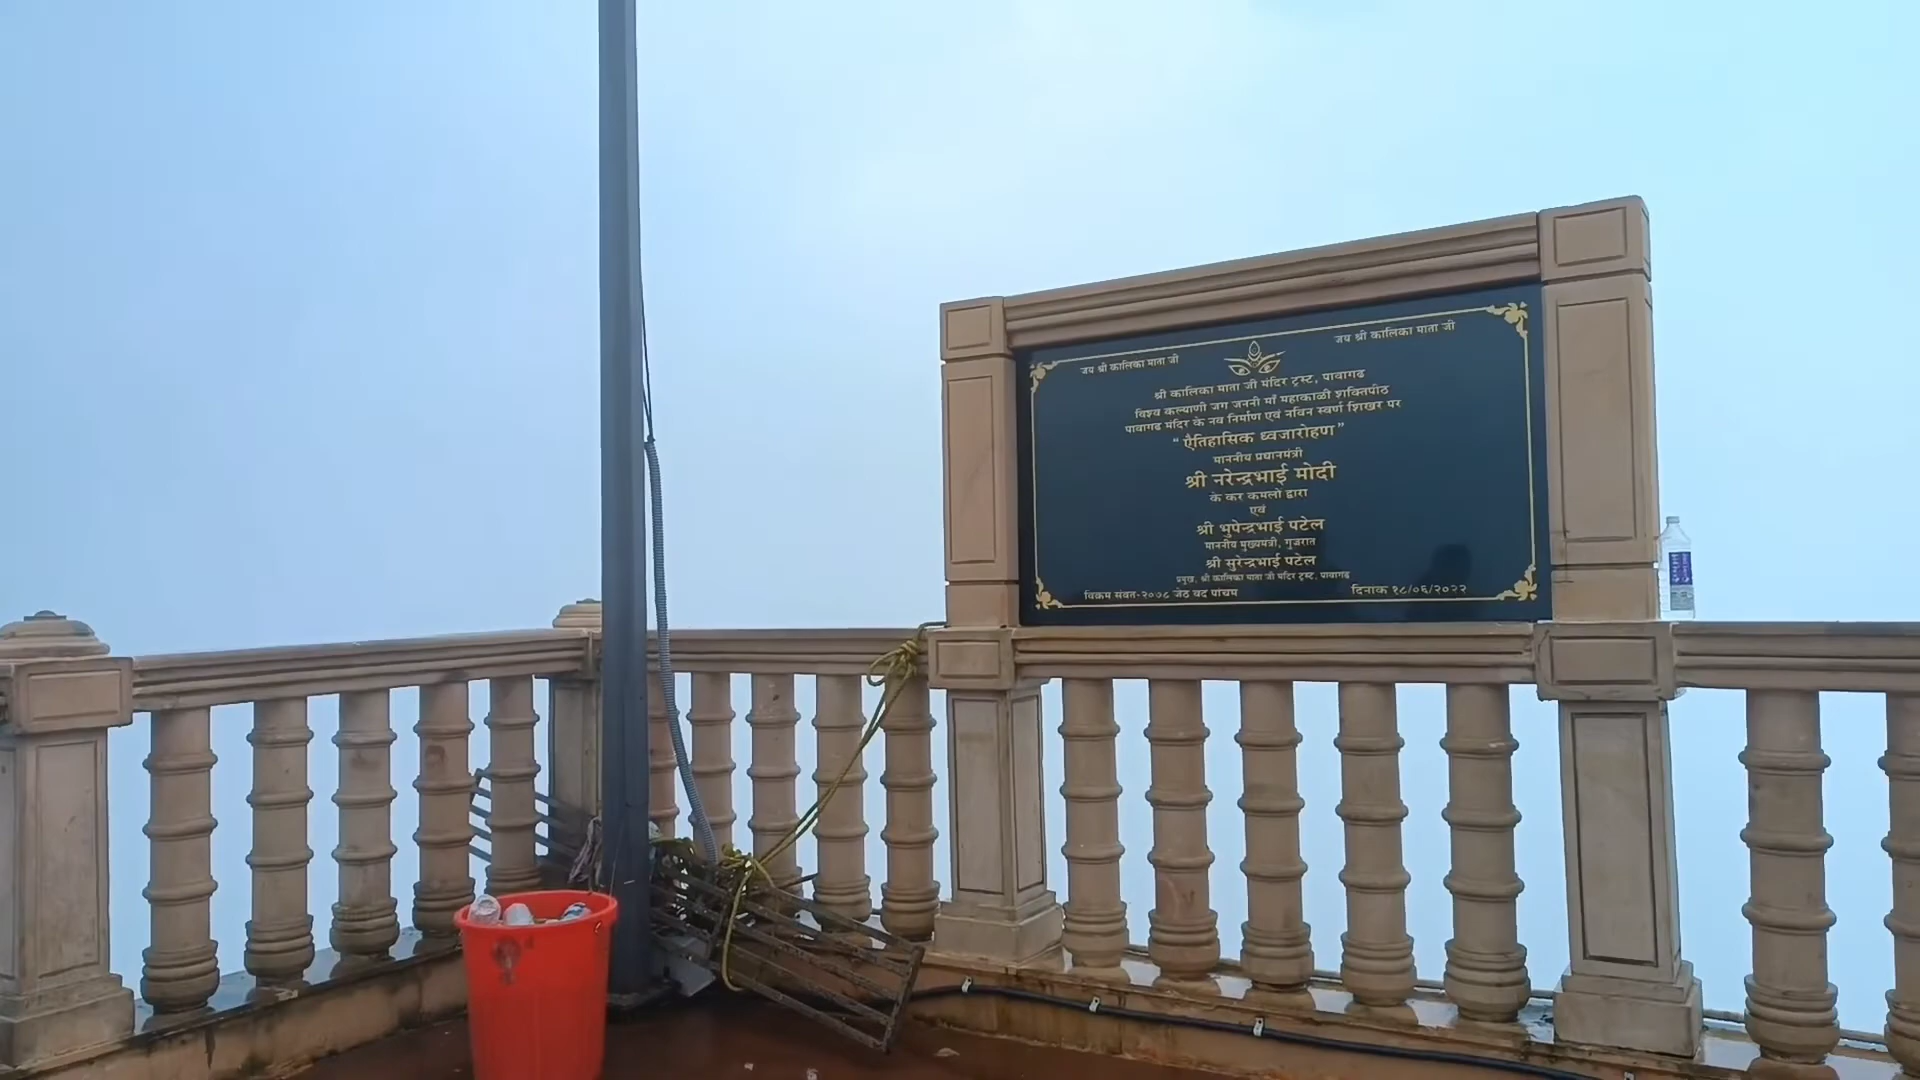 जय श्री कालिका माता जी
जय श्री कालिका माता जी
श्री कालिका माता जी मंदिर ट्रस्ट, पावागढ
विश्व कल्याणी जग जननी माँ महाकाली शक्तिपीठ
पावागढ मंदिर के नव निर्माण एवं नविन स्वर्ण शिखर पर
“ऐतिहासिक ध्वजारोहण”
माननीय प्रधानमंत्री
श्री नरेन्द्रभाई मोदी
के कर कमलों द्वारा
एवं
श्री भुपेन्द्रभाई पटेल
माननीय मुख्यमंत्री, गुजरात
श्री सुरेन्द्रभाई पटेल
प्रमुख, श्री कालिका माता जी मंदिर ट्रस्ट, पावागढ
विक्रम संवत-२०७८ जेठ वद पांचम
दिनाक १८/०६/२०२२